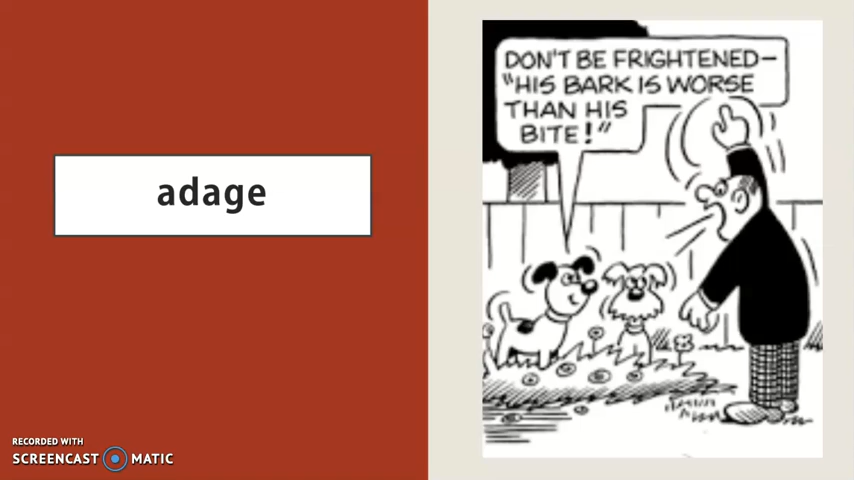 adage
DON'T BE FRIGHTENED–
"HIS BARK IS WORSE
THAN HIS
BITE!"
RECORDED WITH
SCREENCAST MATIC